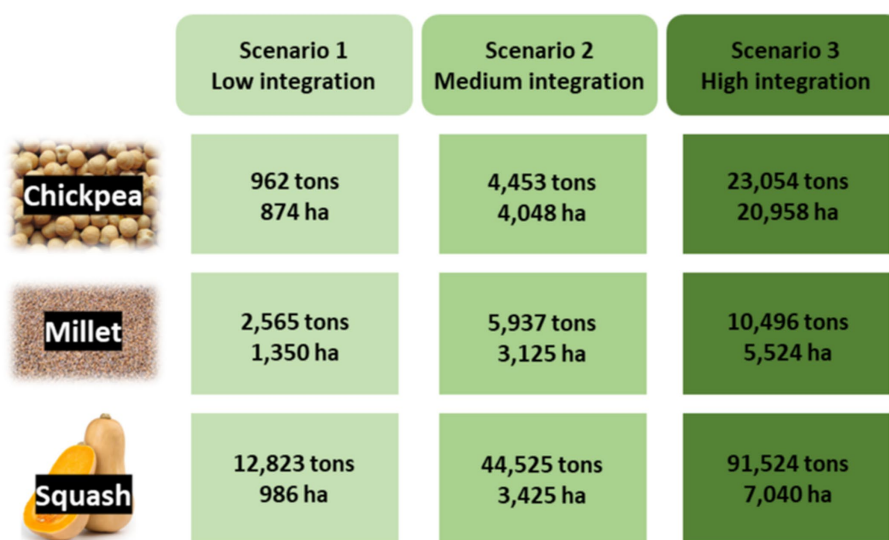 Scenario 1
Low integration
Scenario 2
Medium integration
Scenario 3
High integration
Chickpea
962 tons
874 ha
4,453 tons
4,048 ha
23,054 tons
20,958 ha
Millet
2,565 tons
1,350 ha
5,937 tons
3,125 ha
10,496 tons
5,524 ha
Squash
12,823 tons
986 ha
44,525 tons
3,425 ha
91,524 tons
7,040 ha